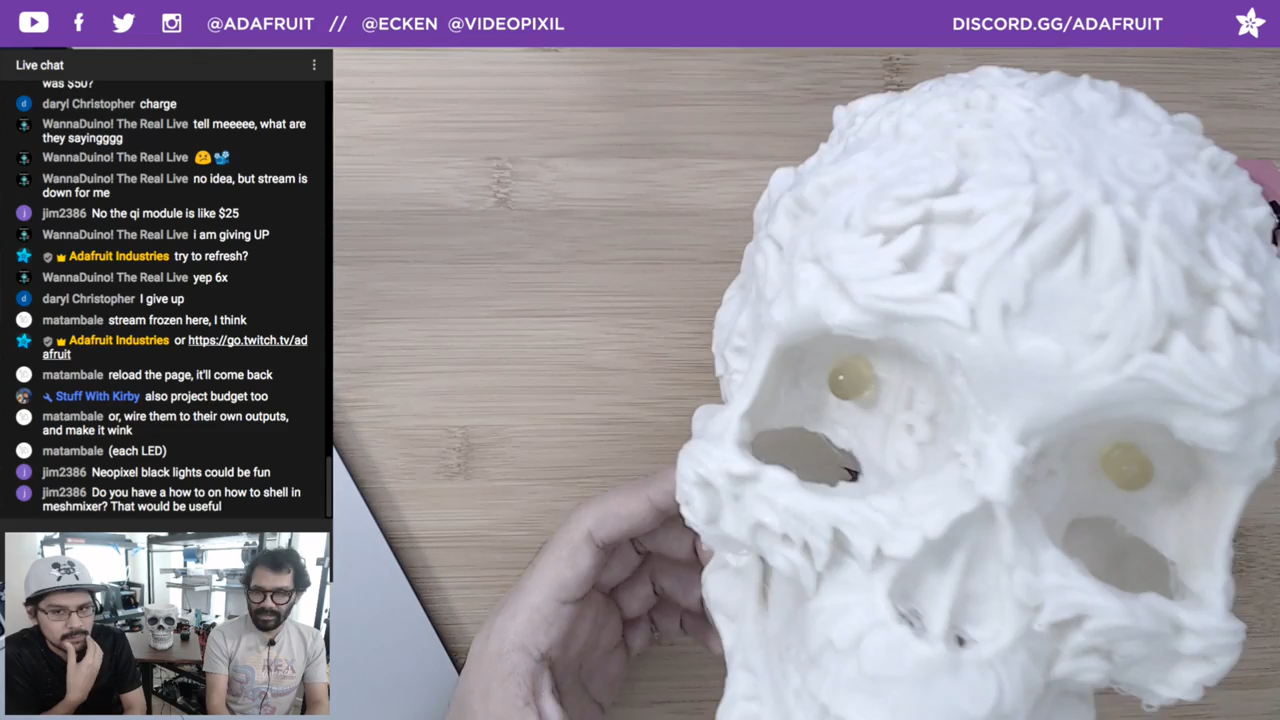 @ADAFRUIT // @ECKEN @VIDEOPIXIL
DISCORD.GG/ADAFRUIT
Live chat
was $50?
daryl Christopher charge
WannaDuino! The Real Live tell meeeee, what are
they sayingggg
WannaDuino! The Real Live
WannaDuino! The Real Live no idea, but stream is
down for me
jim2386 No the qi module is like $25
WannaDuino! The Real Live i am giving UP
Adafruit Industries try to refresh?
WannaDuino! The Real Live yep 6x
daryl Christopher I give up
matambale stream frozen here, I think
Adafruit Industries or https://go.twitch.tv/ad
afruit
matambale reload the page, it'll come back
Stuff With Kirby also project budget too
matambale or, wire them to their own outputs,
and make it wink
matambale (each LED)
jim2386 Neopixel black lights could be fun
jim2386 Do you have a how to on how to shell in
meshmixer? That would be useful